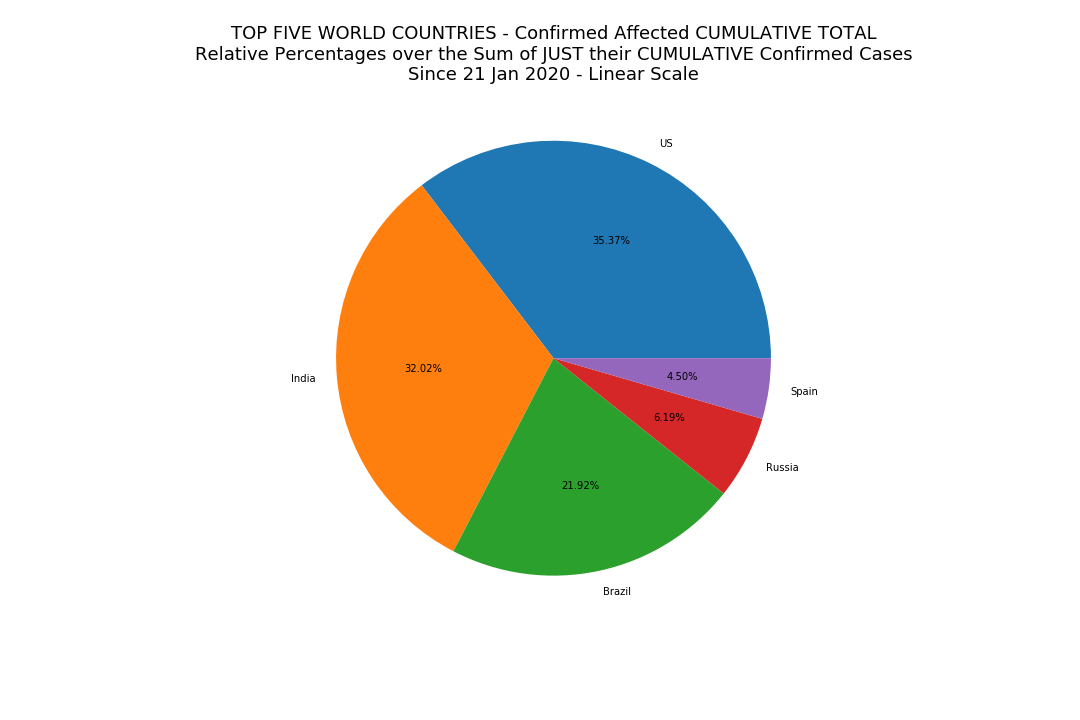 TOP FIVE WORLD COUNTRIES - Confirmed Affected CUMULATIVE TOTAL
Relative Percentages over the Sum of JUST their CUMULATIVE Confirmed Cases
Since 21 Jan 2020 - Linear Scale
US
35.37%
India
32.02%
4.50%
Spain
6.19%
Russia
21.92%
Brazil